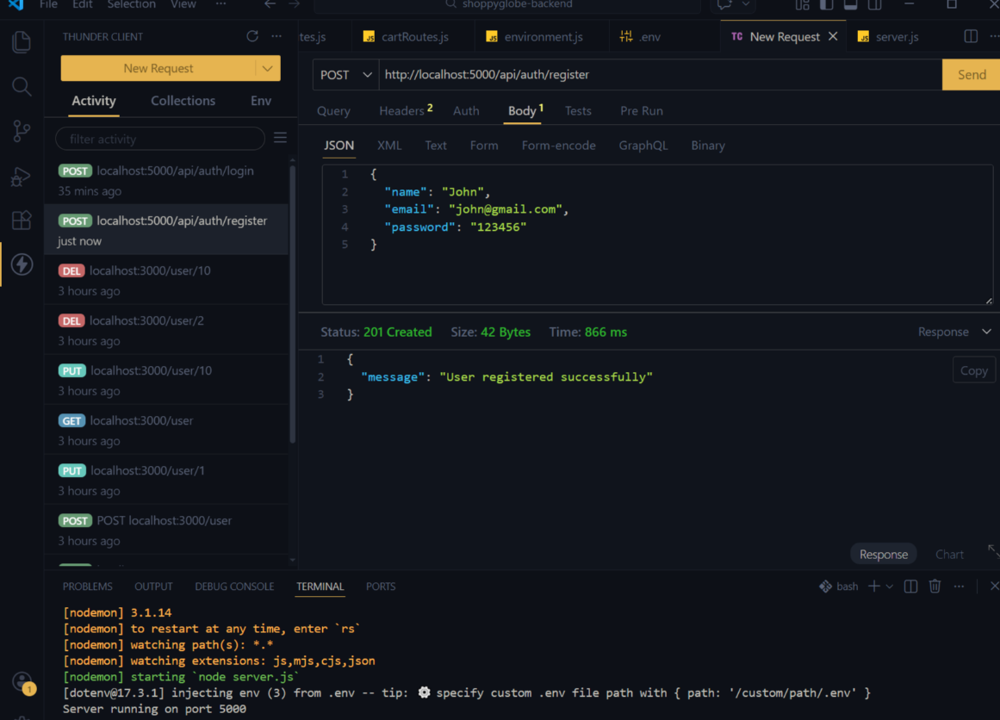 File Edit Selection View ··· shoppyglobe-backend
THUNDER CLIENT
tes.js cartRoutes.js environment.js .env TC New Request server.js
New Request
POST http://localhost:5000/api/auth/register Send
Activity Collections Env
Query Headers 2 Auth Body 1 Tests Pre Run
filter activity
JSON XML Text Form Form-encode GraphQL Binary
POST localhost:5000/api/auth/login
35 mins ago
POST localhost:5000/api/auth/register
just now
DEL localhost:3000/user/10
3 hours ago
DEL localhost:3000/user/2
3 hours ago
PUT localhost:3000/user/10
3 hours ago
GET localhost:3000/user
3 hours ago
PUT localhost:3000/user/1
3 hours ago
POST POST localhost:3000/user
3 hours ago
1 {
2 "name": "John",
3 "email": "john@gmail.com",
4 "password": "123456"
5 }
Status: 201 Created Size: 42 Bytes Time: 866 ms Response
1 {
2 "message": "User registered successfully"
3 }
Copy
Response Chart
PROBLEMS OUTPUT DEBUG CONSOLE TERMINAL PORTS bash
[nodemon] 3.1.14
[nodemon] to restart at any time, enter `rs`
[nodemon] watching path(s): *.*
[nodemon] watching extensions: js,mjs,cjs,json
[nodemon] starting `node server.js`
[dotenv@17.3.1] injecting env (3) from .env -- tip: ⚙️ specify custom .env file path with { path: '/custom/path/.env' }
Server running on port 5000
1